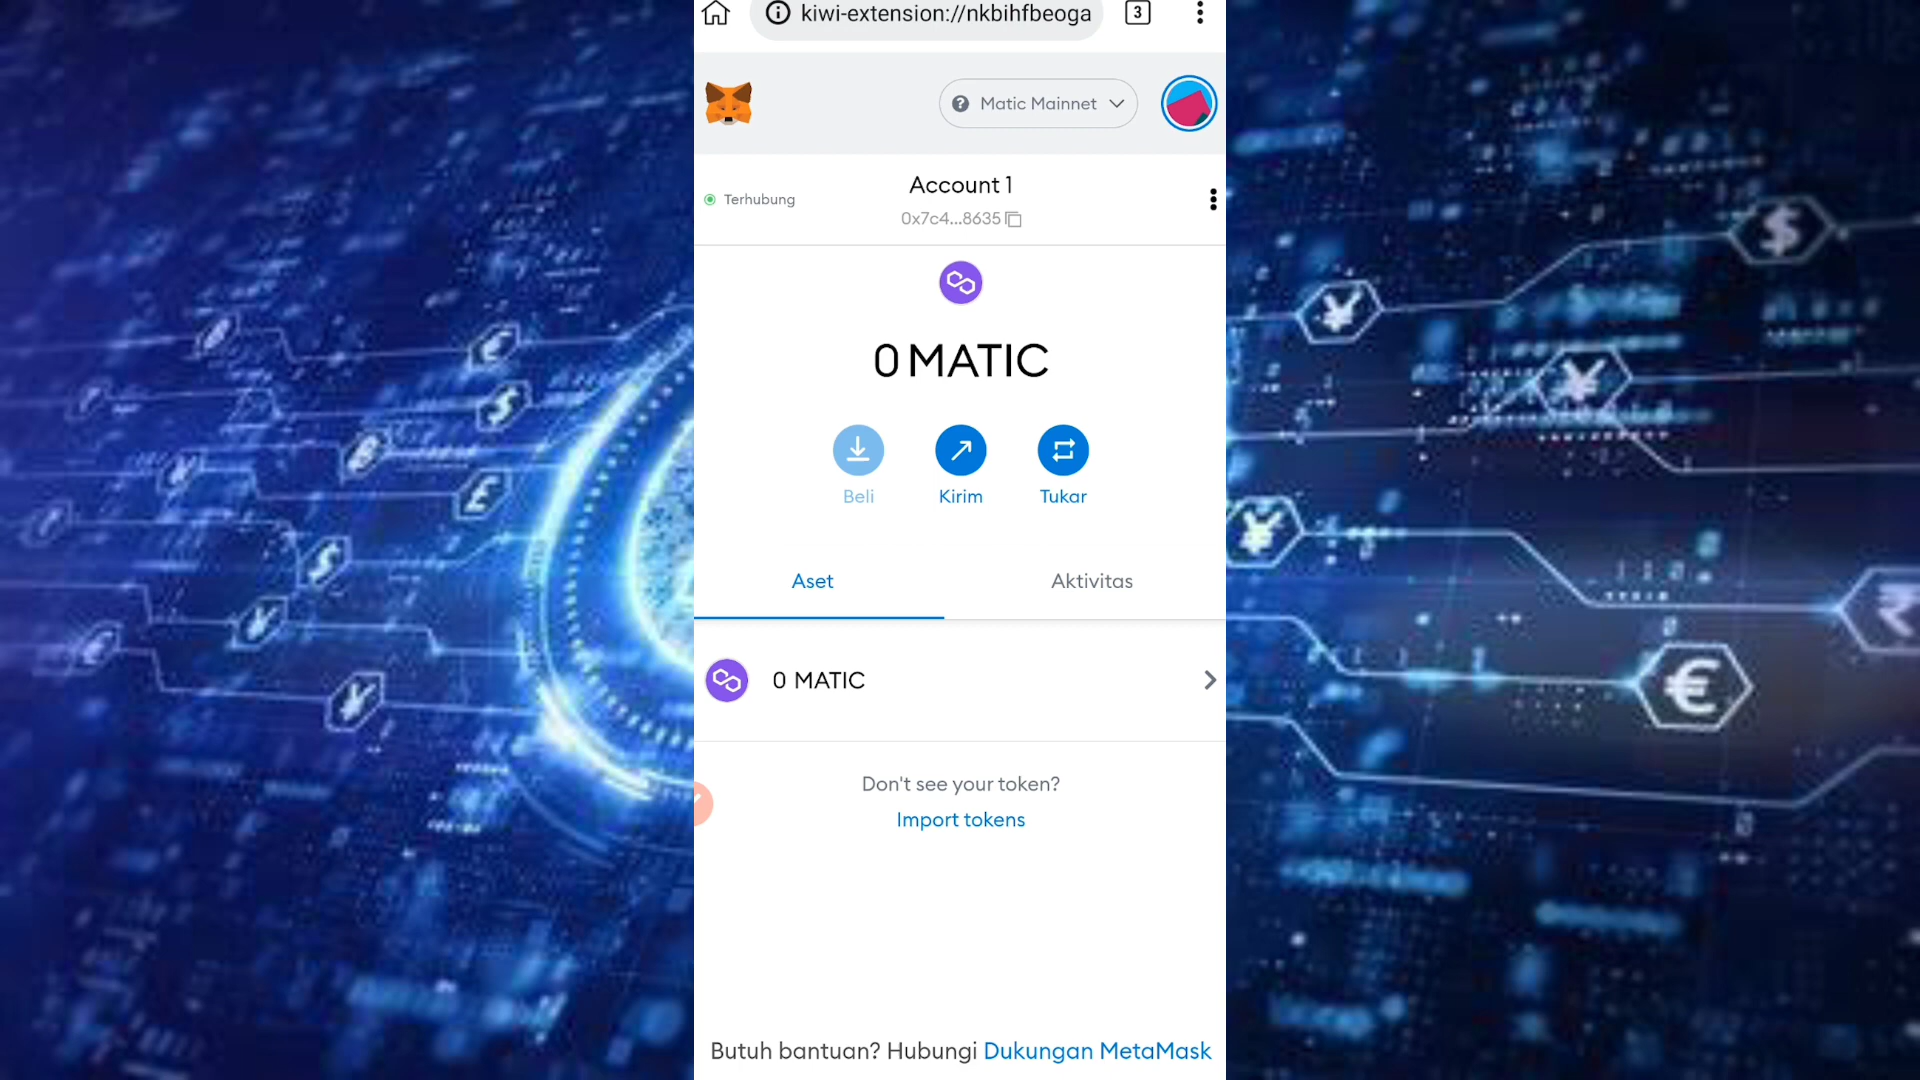 kiwi-extension://nkbihfbeoga
3
Matic Mainnet
Account 1
Terhubung
0x7c4...8635
0 MATIC
Beli
Kirim
Tukar
Aset
Aktivitas
0 MATIC
Don't see your token?
Import tokens
Butuh bantuan? Hubungi Dukungan MetaMask